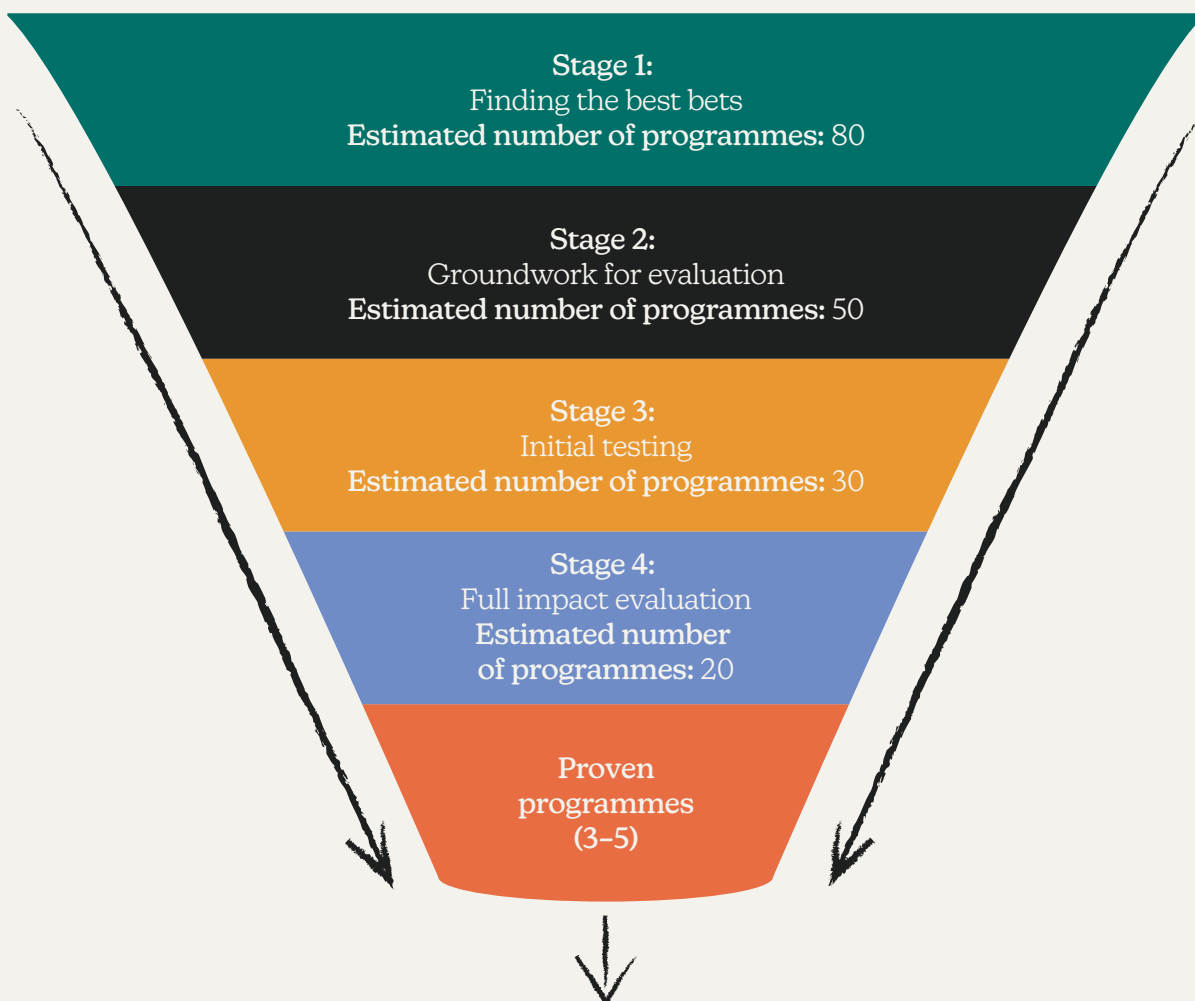 Stage 1:
Finding the best bets
Estimated number of programmes: 80
Stage 2:
Groundwork for evaluation
Estimated number of programmes: 50
Stage 3:
Initial testing
Estimated number of programmes: 30
Stage 4:
Full impact evaluation
Estimated number
of programmes: 20
Proven
programmes
(3–5)